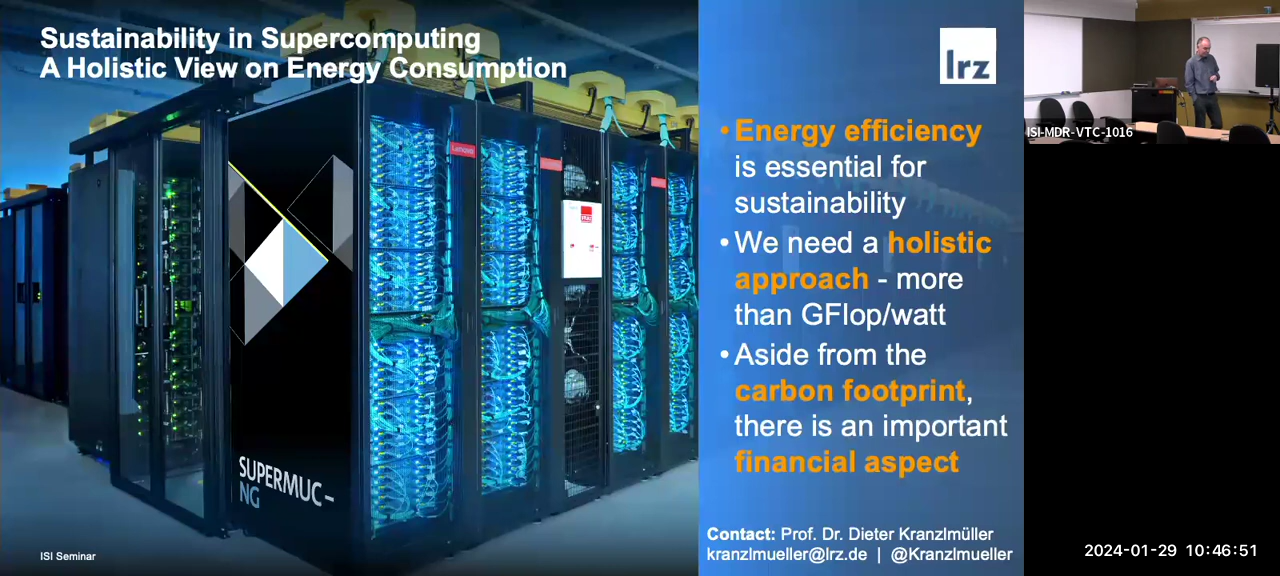 Sustainability in Supercomputing
A Holistic View on Energy Consumption
lrz
• Energy efficiency
is essential for
sustainability
• We need a holistic
approach - more
than GFlop/watt
• Aside from the
carbon footprint,
there is an important
financial aspect
Contact: Prof. Dr. Dieter Kranzlmüller
kranzlmueller@lrz.de | @Kranzlmueller
Lenovo
SUPERMUC-
NG
ISI Seminar
ISI-MDR-VTC-1016
2024-01-29 10:46:51